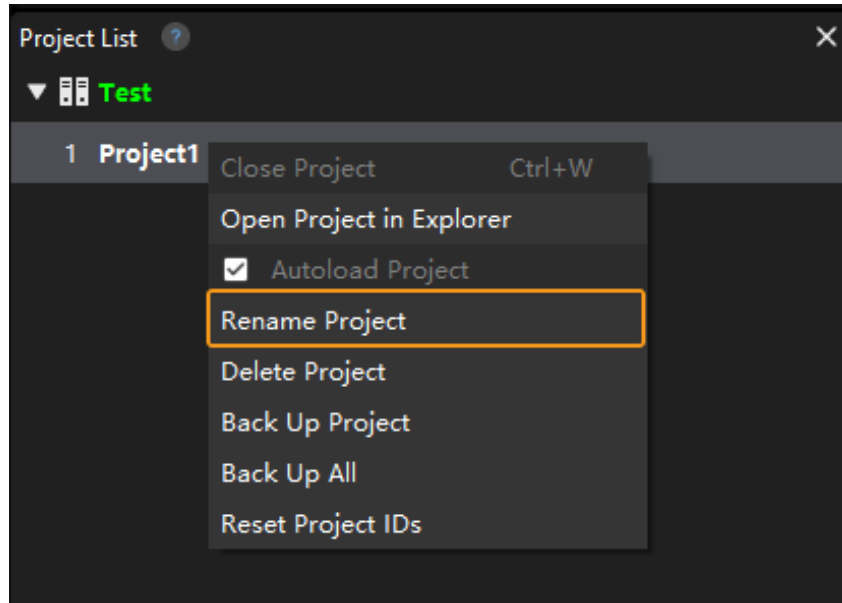 Project List ?
Test
1 Project1
Close Project Ctrl+W
Open Project in Explorer
Autoload Project
Rename Project
Delete Project
Back Up Project
Back Up All
Reset Project IDs